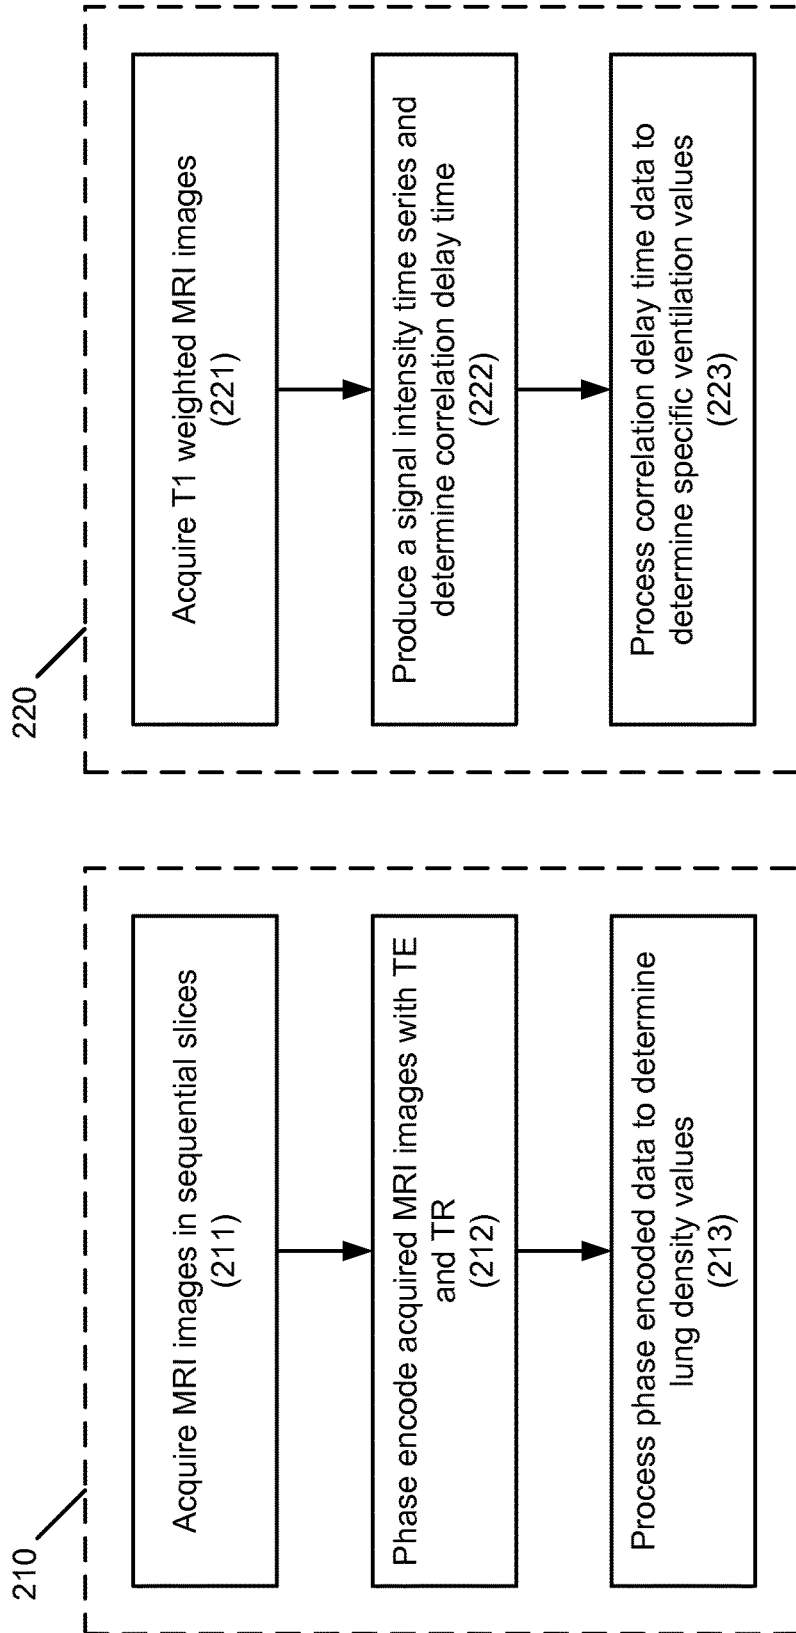 210
Acquire MRI images in sequential slices
(211)
Phase encode acquired MRI images with TE
and TR
(212)
Process phase encoded data to determine
lung density values
(213)
220
Acquire T1 weighted MRI images
(221)
Produce a signal intensity time series and
determine correlation delay time
(222)
Process correlation delay time data to
determine specific ventilation values
(223)